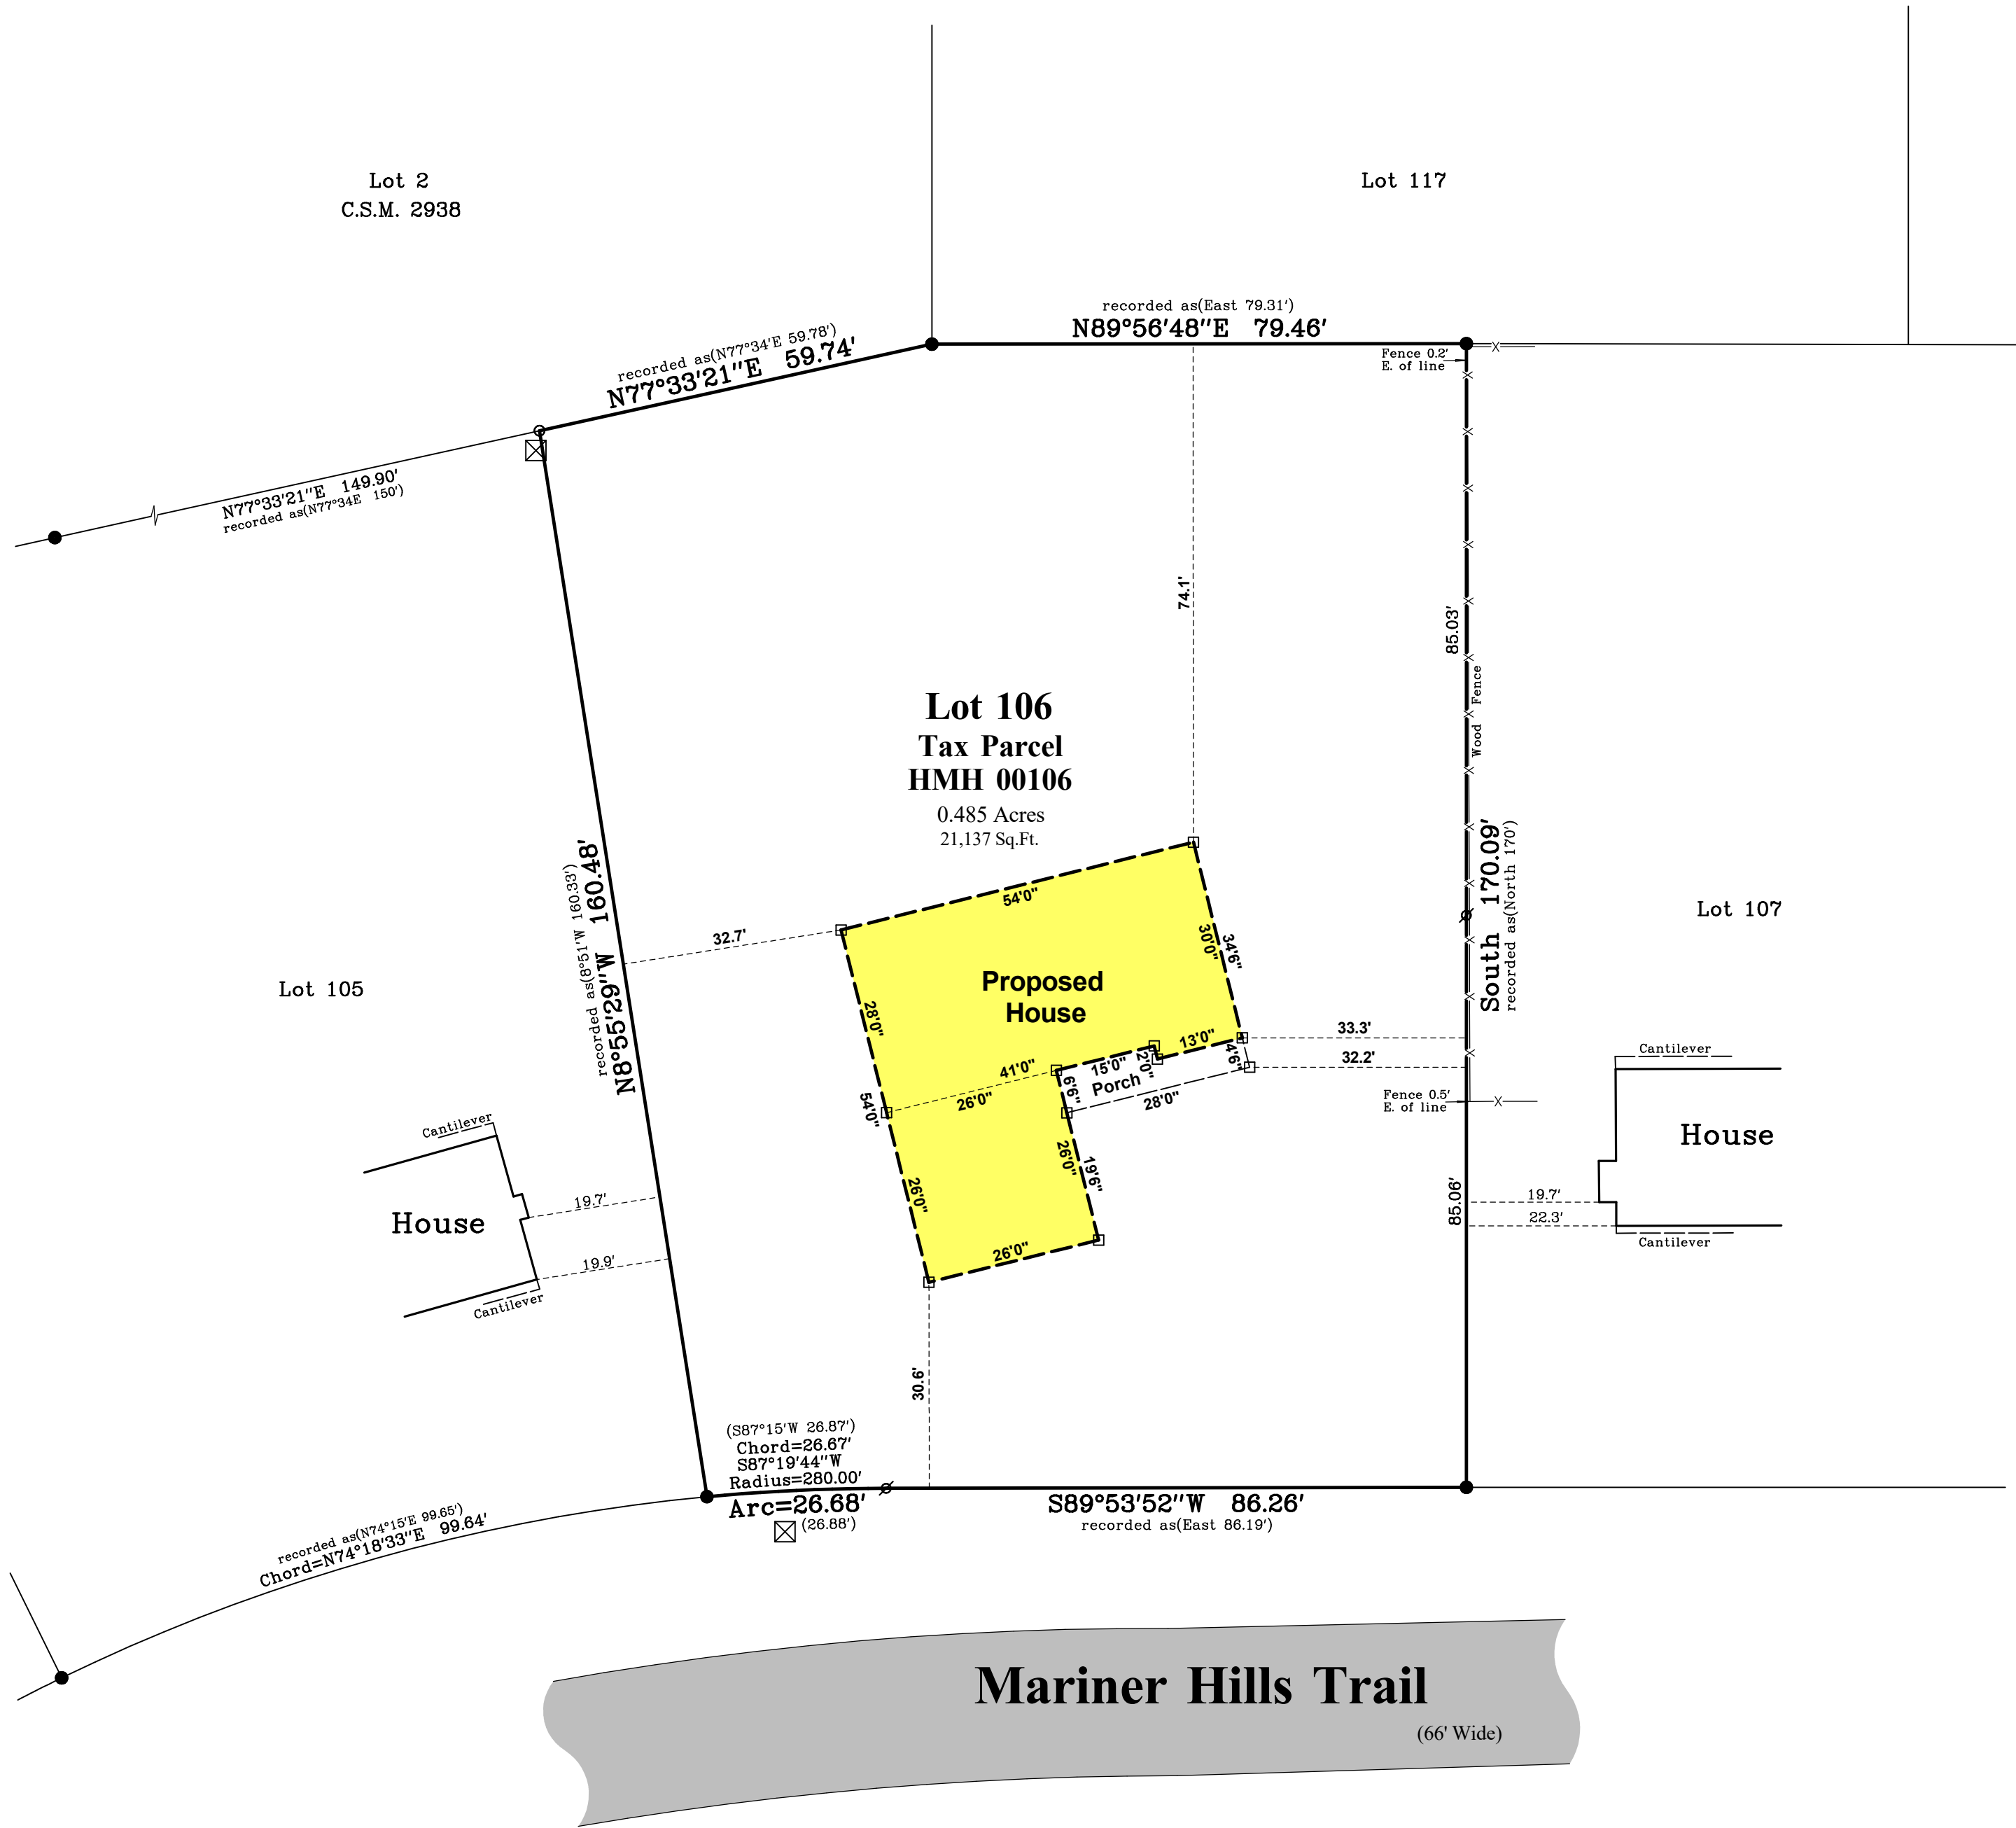 Lot 2
C.S.M. 2938
Lot 117
recorded as(East 79.31')
N89°56'48"E 79.46'
recorded as(N77°34'E 59.78')
N77°33'21"E 59.74'
Fence 0.2'
E. of line
N77°33'21"E 149.90'
recorded as(N77°34E 150')
74.1'
85.03'
Wood Fence
Lot 106
Tax Parcel
HMH 00106
0.485 Acres
21,137 Sq.Ft.
N8°55'29"W 160.48'
recorded as(8°51'W 160.33')
South 170.09'
recorded as(North 170')
Lot 107
Lot 105
32.7'
54'0"
30'0"
34'6"
Proposed
House
28'0"
33.3'
32.2'
13'0"
4'6"
2'0"
15'0"
Porch
6'6"
41'0"
26'0"
28'0"
54'0"
26'0"
19'6"
26'0"
26'0"
Fence 0.5'
E. of line
Cantilever
House
19.7'
22.3'
Cantilever
85.06'
Cantilever
House
19.7'
19.9'
Cantilever
30.6'
(S87°15'W 26.87')
Chord=26.67'
S87°19'44"W
Radius=280.00'
Arc=26.68'
(26.88')
S89°53'52"W 86.26'
recorded as(East 86.19')
recorded as(N74°15'E 99.65')
Chord=N74°18'33"E 99.64'
Mariner Hills Trail
(66' Wide)